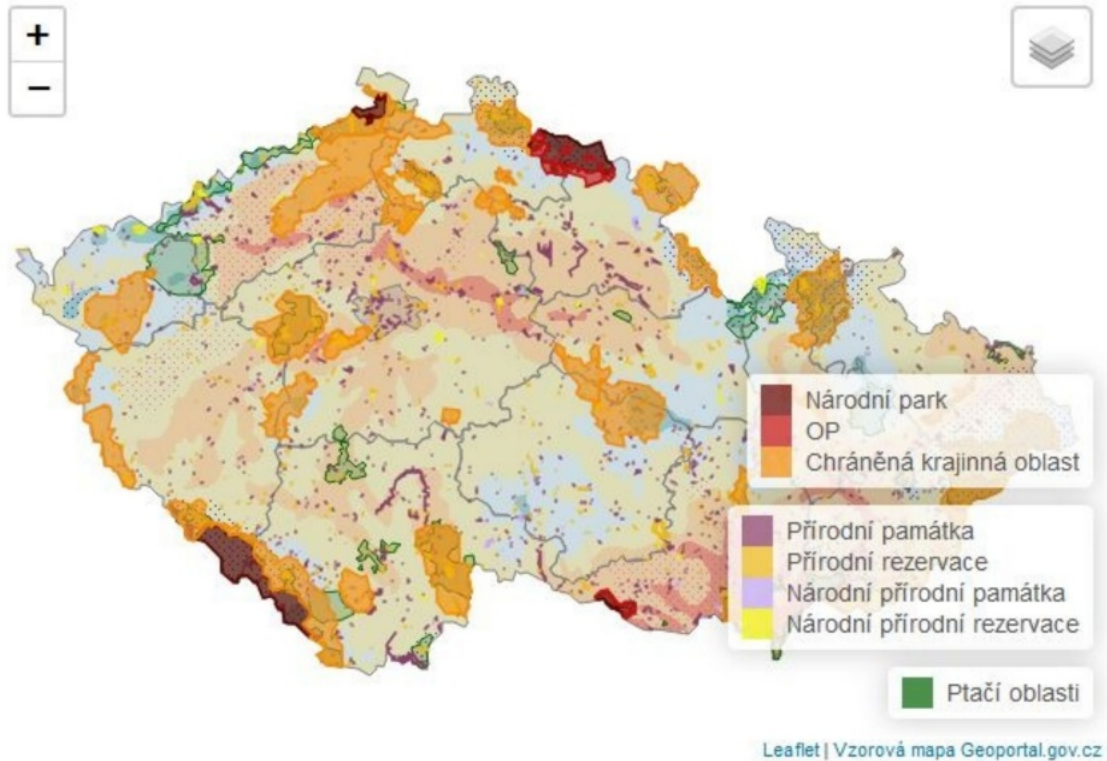 +
−
Národní park
OP
Chráněná krajinná oblast
Přírodní památka
Přírodní rezervace
Národní přírodní památka
Národní přírodní rezervace
Ptačí oblasti
Leaflet | Vzorová mapa Geoportal.gov.cz